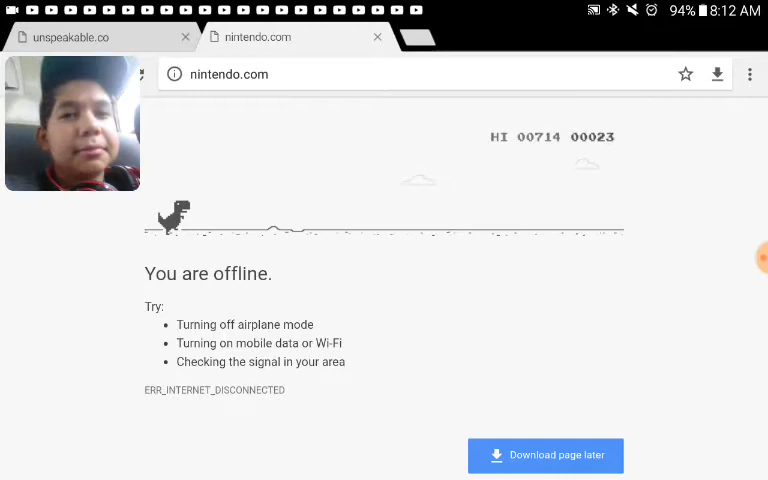 94% 8:12 AM
unspeakable.co
nintendo.com
nintendo.com
HI 00714 00023
You are offline.
Try:
• Turning off airplane mode
• Turning on mobile data or Wi-Fi
• Checking the signal in your area
ERR_INTERNET_DISCONNECTED
Download page later